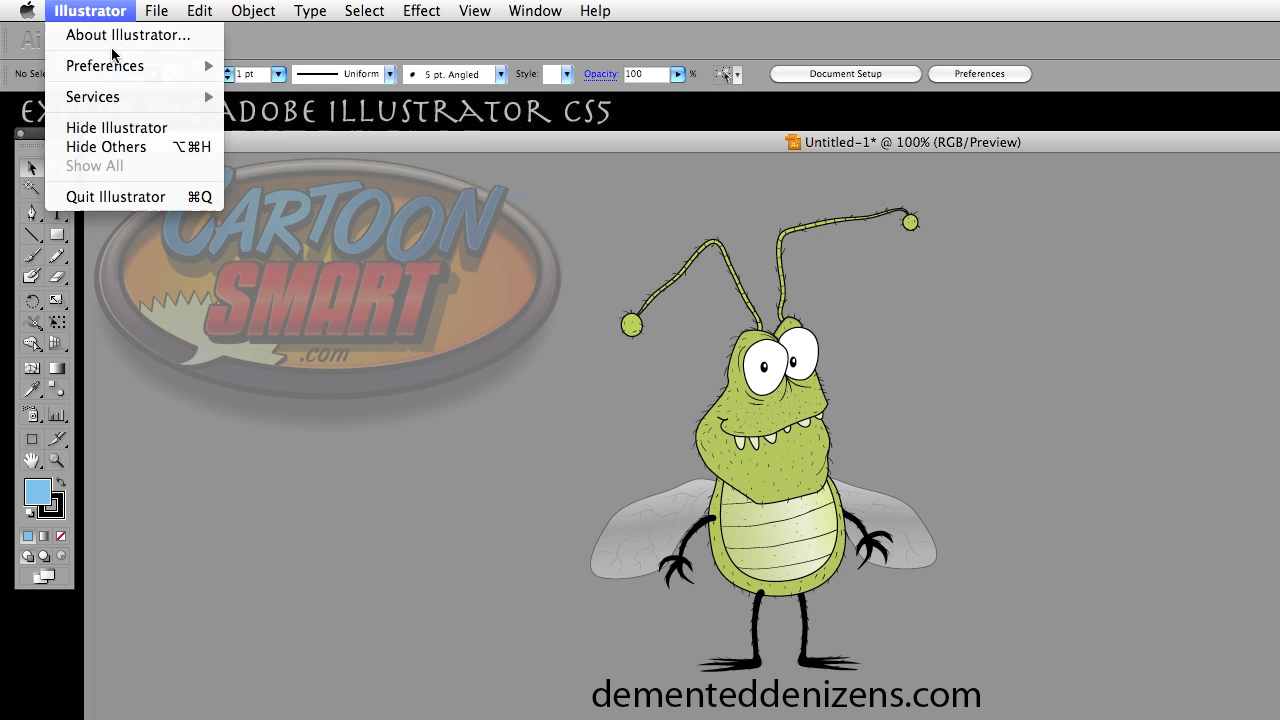 Illustrator File Edit Object Type Select Effect View Window Help
About Illustrator...
Preferences
Services
Hide Illustrator
Hide Others ⌥⌘H
Show All
Quit Illustrator ⌘Q
Ai
No Sele
1 pt Uniform 5 pt. Angled Style: Opacity: 100 % Document Setup Preferences
ADOBE ILLUSTRATOR CS5
Untitled-1* @ 100% (RGB/Preview)
CARTOON
SMART
.com
dementeddenizens.com